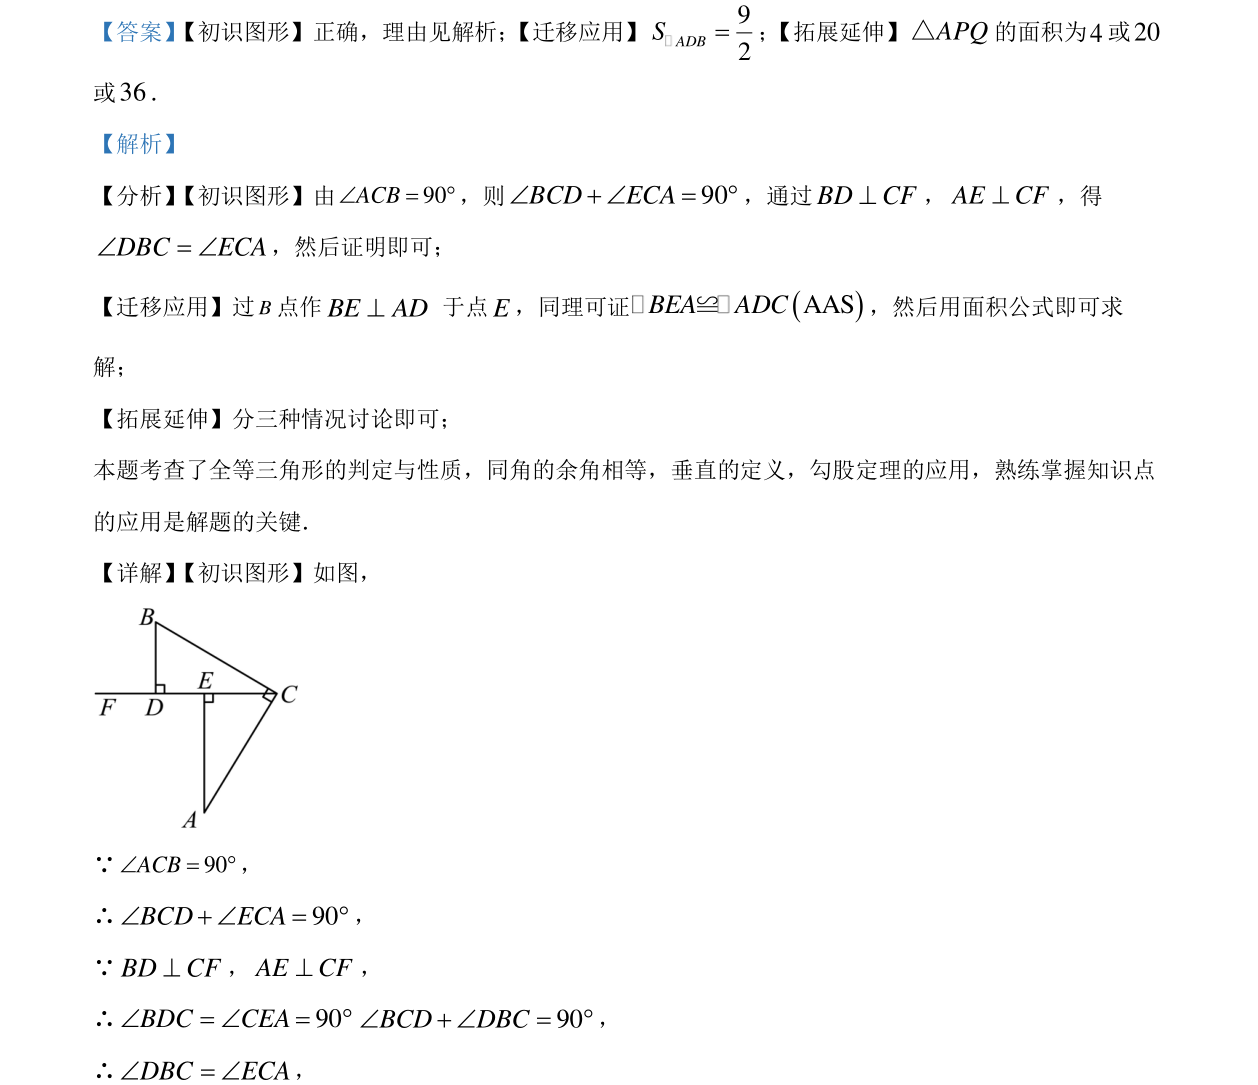 【答案】【初识图形】正确，理由见解析；【迁移应用】S□ADB = 9/2；【拓展延伸】△APQ 的面积为4或20
或36．
【解析】
【分析】【初识图形】由∠ACB=90°，则∠BCD+∠ECA=90°，通过BD⊥CF，AE⊥CF，得
∠DBC=∠ECA，然后证明即可；
【迁移应用】过B点作BE⊥AD 于点E，同理可证□BEA≌□ADC(AAS)，然后用面积公式即可求
解；
【拓展延伸】分三种情况讨论即可；
本题考查了全等三角形的判定与性质，同角的余角相等，垂直的定义，勾股定理的应用，熟练掌握知识点
的应用是解题的关键．
【详解】【初识图形】如图，
B
E
C
F D
A
∵∠ACB=90°，
∴∠BCD+∠ECA=90°，
∵BD⊥CF，AE⊥CF，
∴∠BDC=∠CEA=90° ∠BCD+∠DBC=90°，
∴∠DBC=∠ECA，